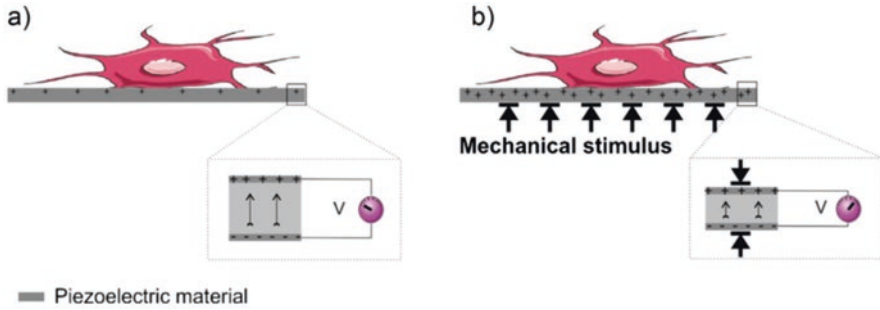 a)
b)
Mechanical stimulus
V
V
Piezoelectric material